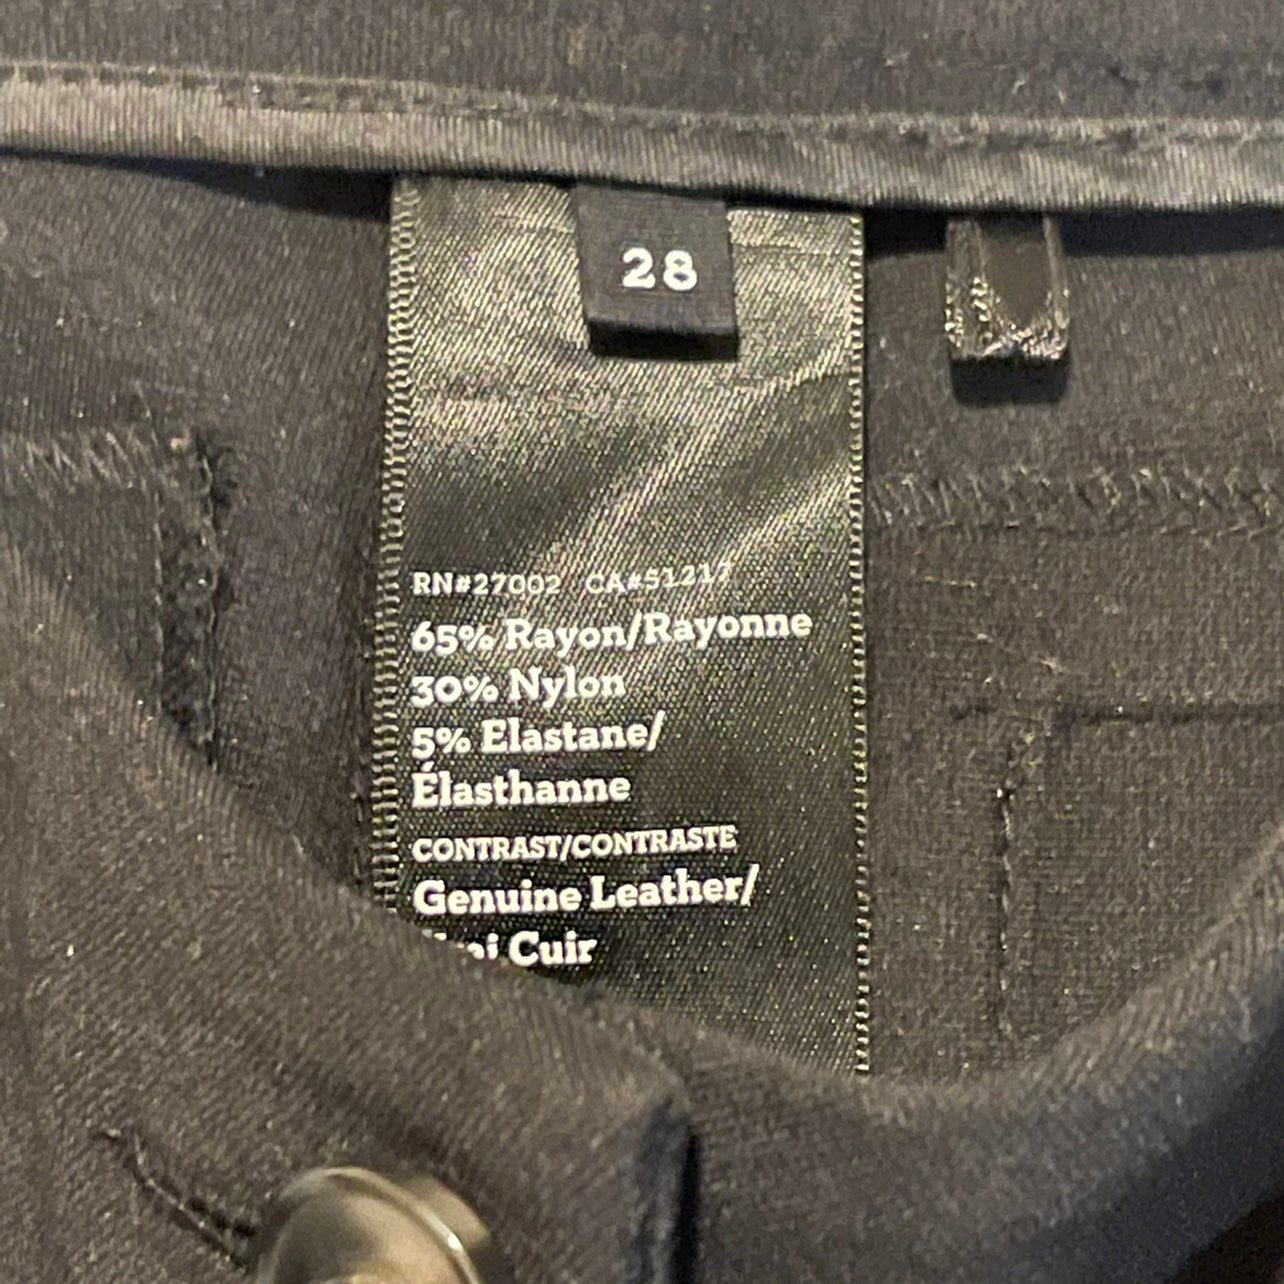 28
RN#27002 CA#51217
65% Rayon/Rayonne
30% Nylon
5% Elastane/
Élasthanne
CONTRAST/CONTRASTE
Genuine Leather/
Cuir